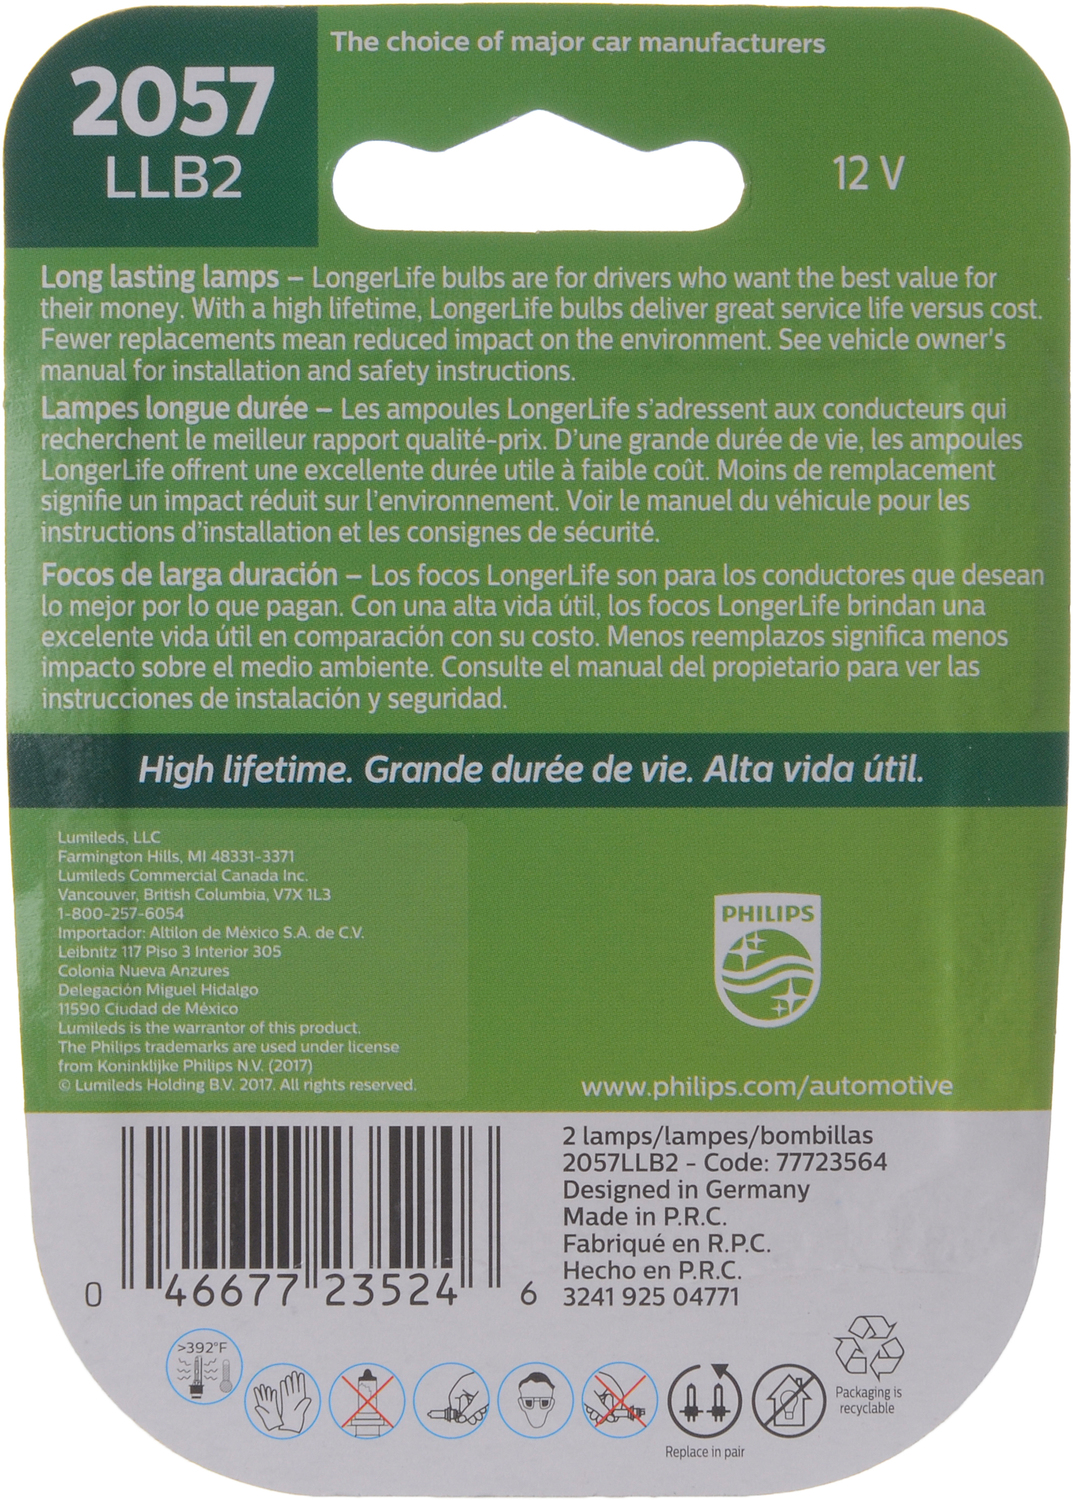 The choice of major car manufacturers
2057
LLB2
12 V
Long lasting lamps – LongerLife bulbs are for drivers who want the best value for
their money. With a high lifetime, LongerLife bulbs deliver great service life versus cost.
Fewer replacements mean reduced impact on the environment. See vehicle owner's
manual for installation and safety instructions.
Lampes longue durée – Les ampoules LongerLife s'adressent aux conducteurs qui
recherchent le meilleur rapport qualité-prix. D'une grande durée de vie, les ampoules
LongerLife offrent une excellente durée utile à faible coût. Moins de remplacement
signifie un impact réduit sur l'environnement. Voir le manuel du véhicule pour les
instructions d'installation et les consignes de sécurité.
Focos de larga duración – Los focos LongerLife son para los conductores que desean
lo mejor por lo que pagan. Con una alta vida útil, los focos LongerLife brindan una
excelente vida útil en comparación con su costo. Menos reemplazos significa menos
impacto sobre el medio ambiente. Consulte el manual del propietario para ver las
instrucciones de instalación y seguridad.
High lifetime. Grande durée de vie. Alta vida útil.
Lumileds, LLC
Farmington Hills, MI 48331-3371
Lumileds Commercial Canada Inc.
Vancouver, British Columbia, V7X 1L3
1-800-257-6054
Importador: Altilon de México S.A. de C.V.
Leibnitz 117 Piso 3 Interior 305
Colonia Nueva Anzures
Delegación Miguel Hidalgo
11590 Ciudad de México
Lumileds is the warrantor of this product.
The Philips trademarks are used under license
from Koninklijke Philips N.V. (2017)
© Lumileds Holding B.V. 2017. All rights reserved.
PHILIPS
www.philips.com/automotive
0 46677 23524 6
2 lamps/lampes/bombillas
2057LLB2 - Code: 77723564
Designed in Germany
Made in P.R.C.
Fabriqué en R.P.C.
Hecho en P.R.C.
3241 925 04771
>392°F
Replace in pair
Packaging is
recyclable